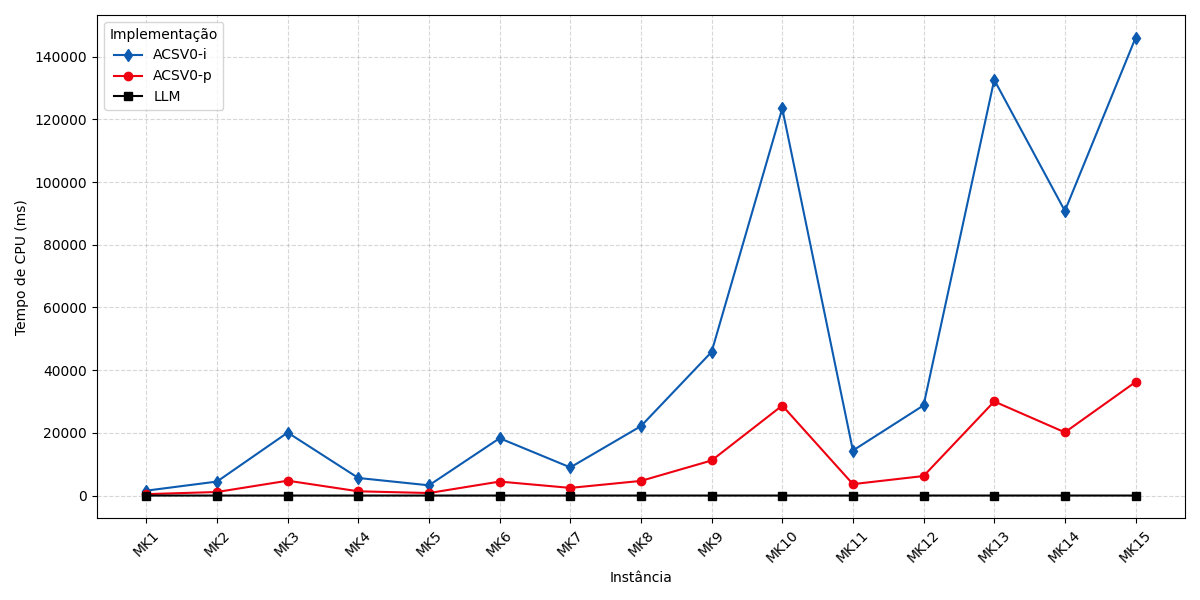 Implementação
ACSV0-i
ACSV0-p
LLM
Tempo de CPU (ms)
140000
120000
100000
80000
60000
40000
20000
0
MK1 MK2 MK3 MK4 MK5 MK6 MK7 MK8 MK9 MK10 MK11 MK12 MK13 MK14 MK15
Instância